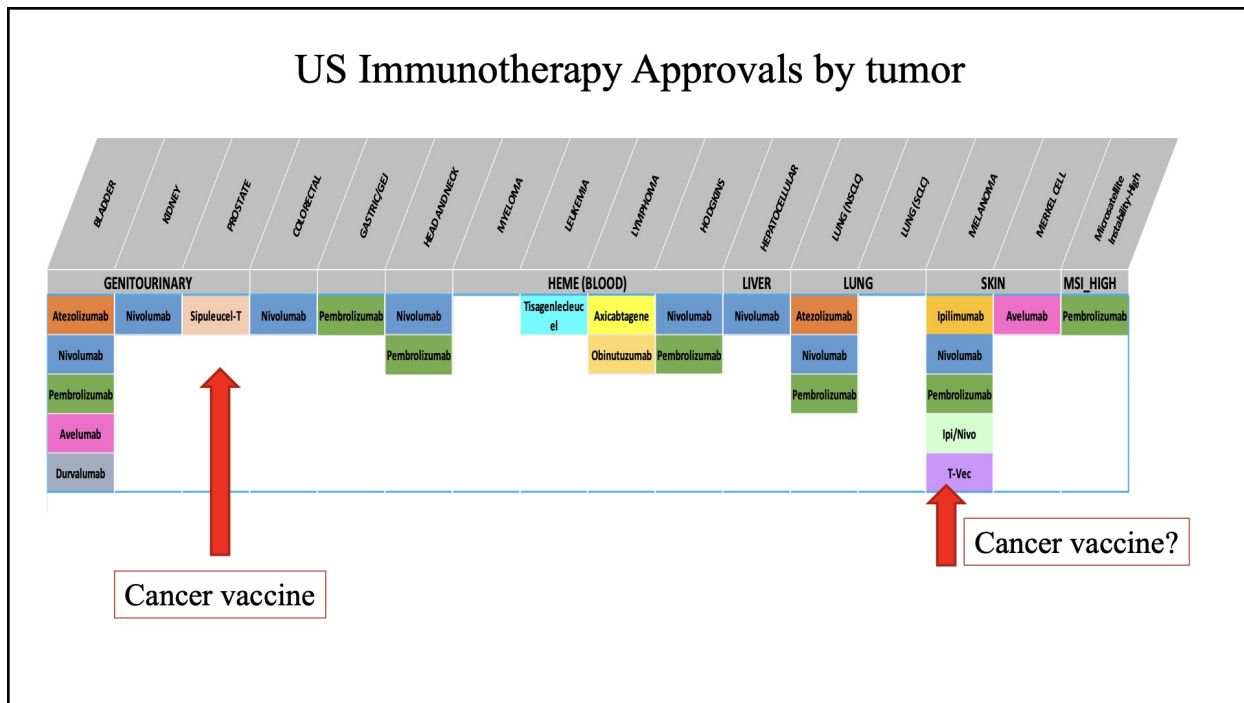 US Immunotherapy Approvals by tumor
BLADDER
KIDNEY
PROSTATE
COLORECTAL
GASTRIC/GEJ
HEAD AND NECK
MYELOMA
LEUKEMIA
LYMPHOMA
HODGKINS
HEPATOCELLULAR
LUNG (NSCLC)
LUNG (SCLC)
MELANOMA
MERKEL CELL
Microsatellite
Instability-High
GENITOURINARY HEME (BLOOD) LIVER LUNG SKIN MSI_HIGH
Atezolizumab Nivolumab Sipuleucel-T Nivolumab Pembrolizumab Nivolumab Tisagenlecleuc
el Axicabtagene Nivolumab Nivolumab Atezolizumab Ipilimumab Avelumab Pembrolizumab
Nivolumab Pembrolizumab Obinutuzumab Pembrolizumab Nivolumab Nivolumab
Pembrolizumab Pembrolizumab Pembrolizumab
Avelumab Ipi/Nivo
Durvalumab T-Vec
Cancer vaccine?
Cancer vaccine